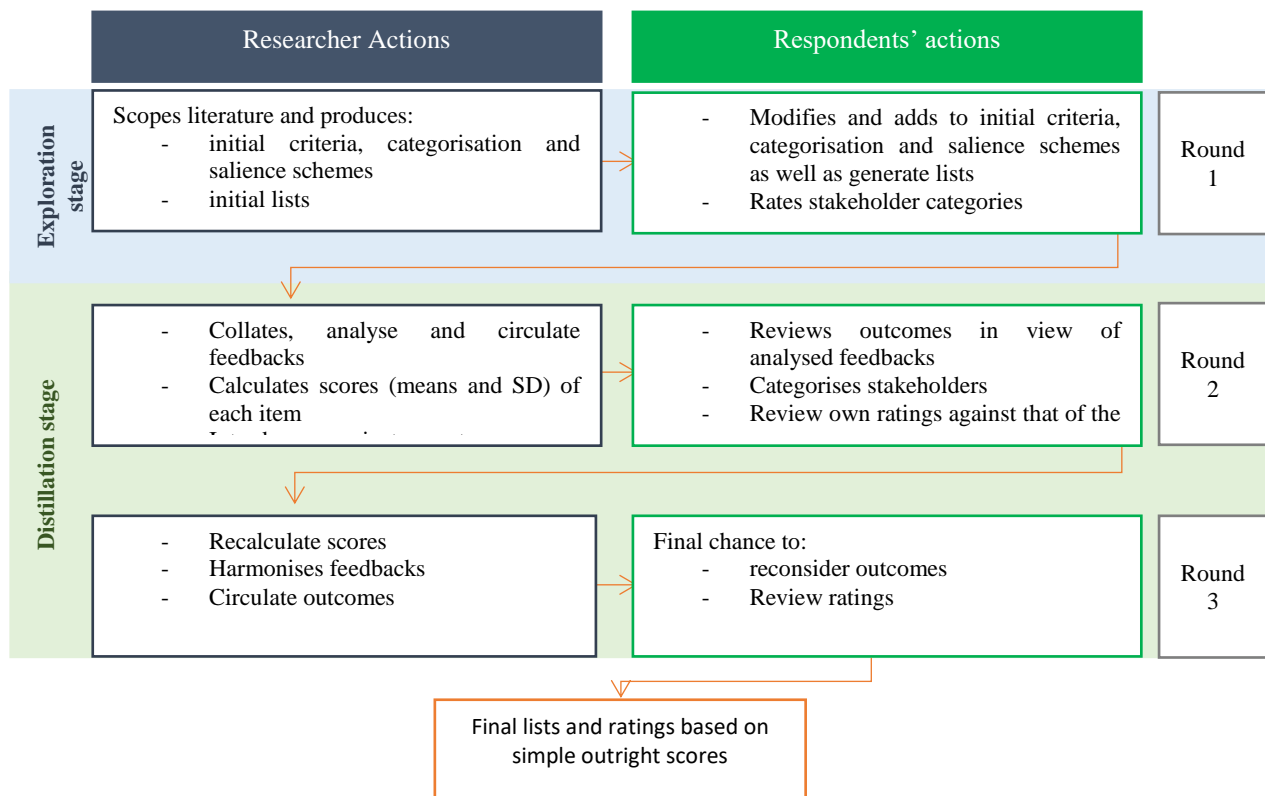 Researcher Actions
Respondents' actions
Exploration
stage
Scopes literature and produces:
- initial criteria, categorisation and
salience schemes
- initial lists
- Modifies and adds to initial criteria,
categorisation and salience schemes
as well as generate lists
- Rates stakeholder categories
Round
1
Distillation stage
- Collates, analyse and circulate
feedbacks
- Calculates scores (means and SD) of
each item
- Reviews outcomes in view of
analysed feedbacks
- Categorises stakeholders
- Review own ratings against that of the
Round
2
- Recalculate scores
- Harmonises feedbacks
- Circulate outcomes
Final chance to:
- reconsider outcomes
- Review ratings
Round
3
Final lists and ratings based on
simple outright scores